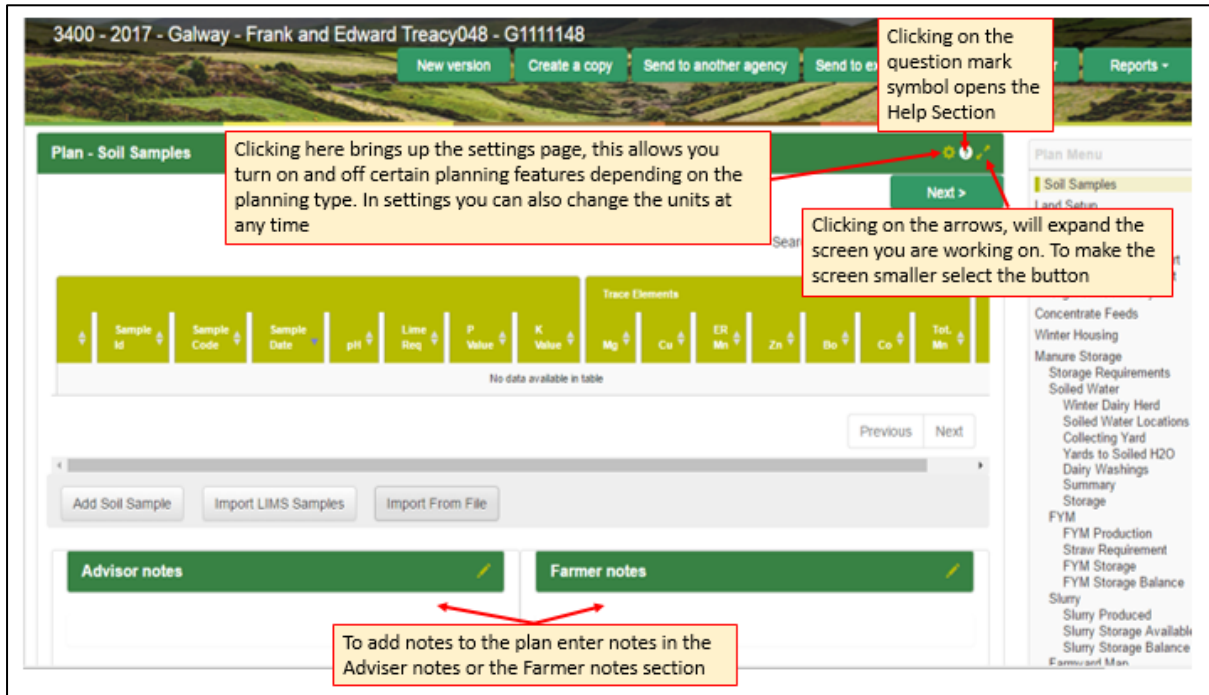 3400 - 2017 - Galway - Frank and Edward Treacy048 - G1111148
New version
Create a copy
Send to another agency
Send to
Reports
Clicking on the
question mark
symbol opens the
Help Section
Plan - Soil Samples
Clicking here brings up the settings page, this allows you
turn on and off certain planning features depending on the
planning type. In settings you can also change the units at
any time
Plan Menu
Next >
Clicking on the arrows, will expand the
screen you are working on. To make the
screen smaller select the button
Soil Samples
Land Setup
Concentrate Feeds
Winter Housing
Manure Storage
Storage Requirements
Soiled Water
Winter Dairy Herd
Soiled Water Locations
Collecting Yard
Yards to Soiled H2O
Dairy Washings
Summary
Storage
FYM
FYM Production
Straw Requirement
FYM Storage
FYM Storage Balance
Slurry
Slurry Produced
Slurry Storage Available
Slurry Storage Balance
Farmyard Map
Trace Elements
Sample Id
Sample Code
Sample Date
pH
Lime Req
P Value
K Value
Mg
Cu
ER Mn
Zn
Bo
Co
Tot. Mn
No data available in table
Previous
Next
Add Soil Sample
Import LIMS Samples
Import From File
Advisor notes
Farmer notes
To add notes to the plan enter notes in the
Adviser notes or the Farmer notes section